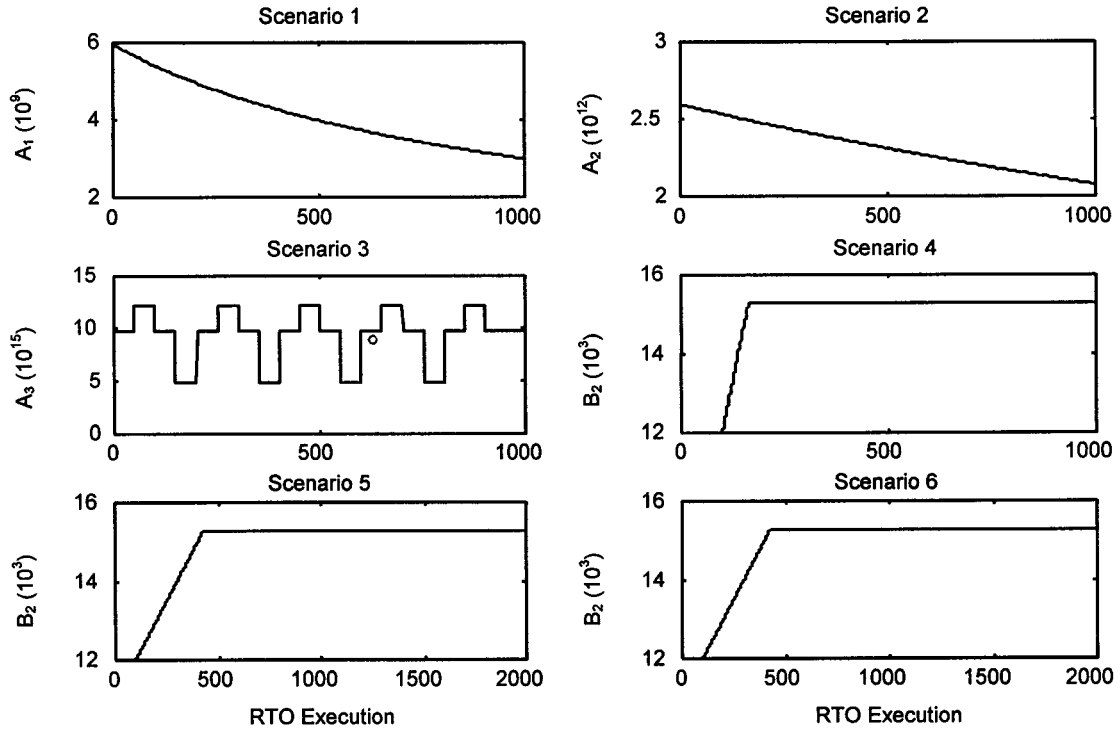 Scenario 1
6
4
2
A₁ (10⁹)
0
500
1000
Scenario 2
3
2.5
2
A₂ (10¹²)
0
500
1000
Scenario 3
15
10
5
0
A₃ (10¹⁵)
0
500
1000
Scenario 4
16
14
12
B₂ (10³)
0
500
1000
Scenario 5
16
14
12
B₂ (10³)
0
500
1000
1500
2000
RTO Execution
Scenario 6
16
14
12
B₂ (10³)
0
500
1000
1500
2000
RTO Execution